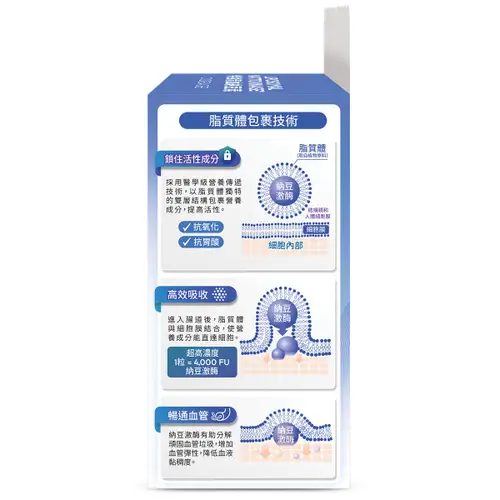 脂質體包裹技術
鎖住活性成分
採用醫學級營養傳遞
技術，以脂質體獨特
的雙層結構包裹營養
成分，提高活性。
✓ 抗氧化
✓ 抗胃酸
脂質體
納豆
激酶
細胞膜
細胞內部
高效吸收
進入腸道後，脂質體
與細胞膜結合，使營
養成分能直達細胞。
超高濃度
1粒 = 4,000 FU
納豆激酶
納豆
激酶
暢通血管
納豆激酶有助分解
頑固血管垃圾，增加
血管彈性，降低血液
黏稠度。
納豆
激酶